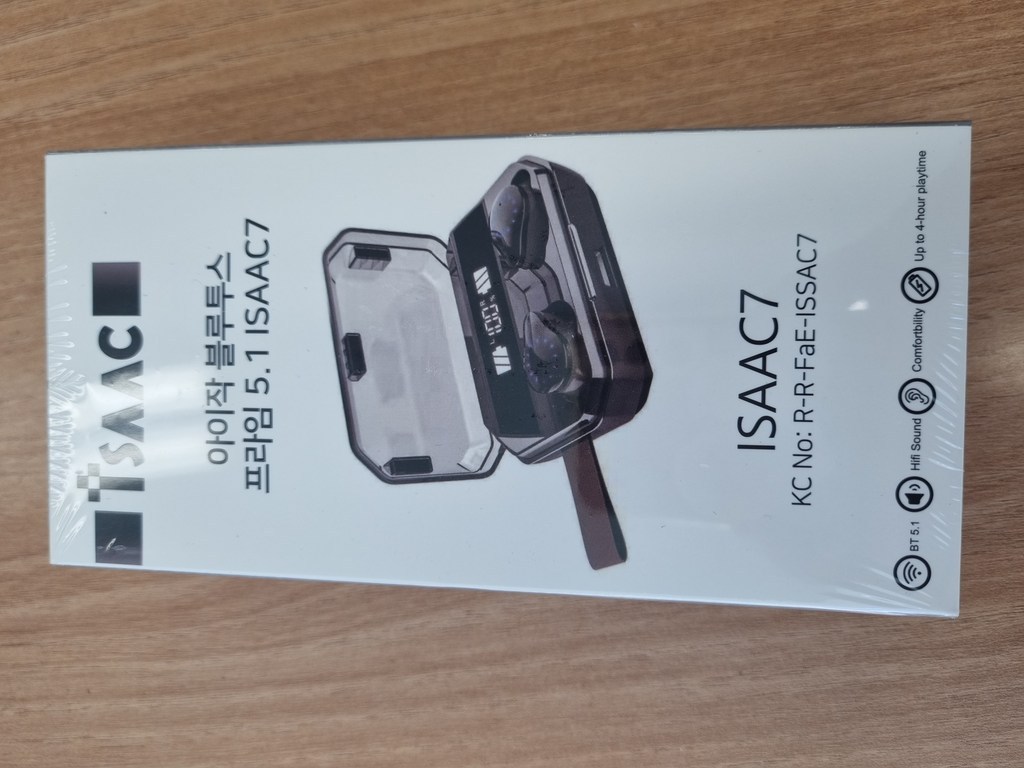 iSAAC
아이작 블루투스
프라임 5.1 ISAAC7
100%
ISAAC7
KC No: R-R-FaE-ISSAC7
BT 5.1
Hifi Sound
Comfortbility
Up to 4-hour playtime